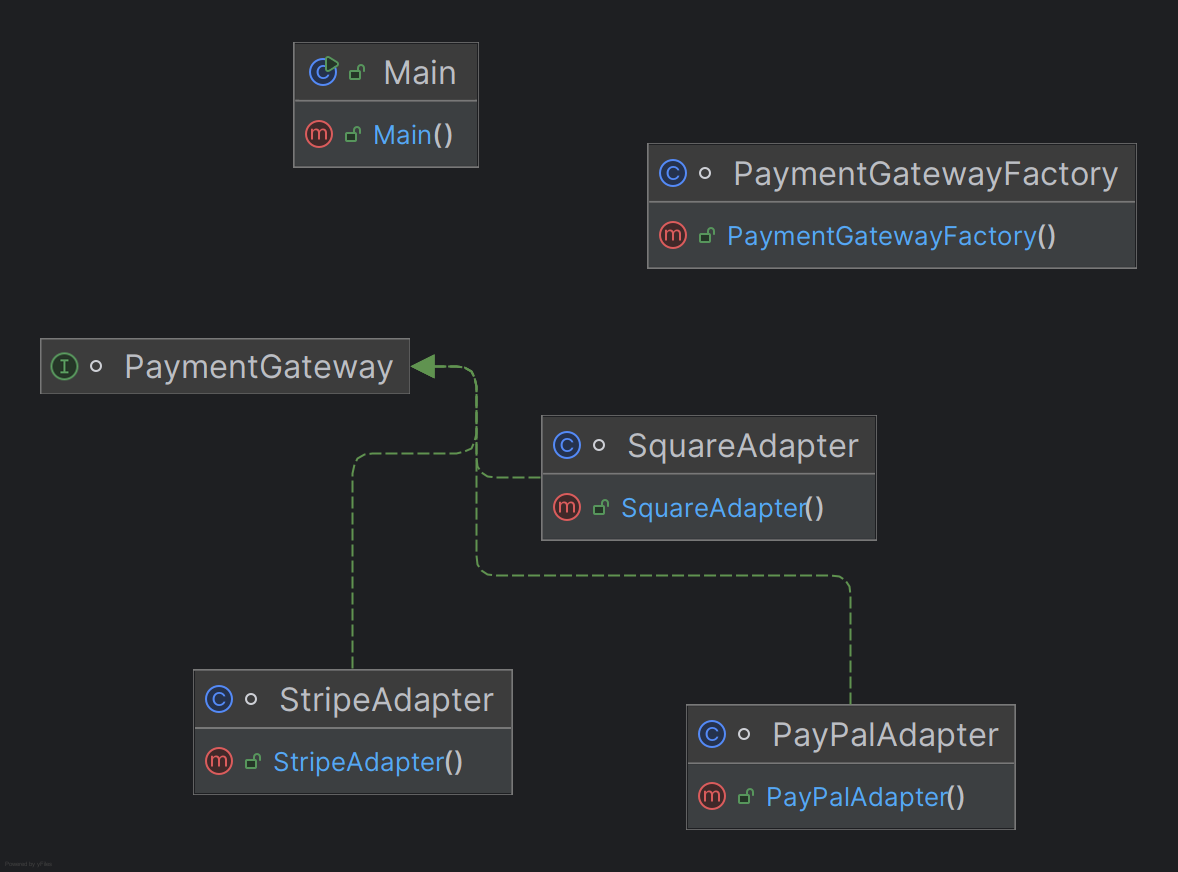 Main
Main()
PaymentGatewayFactory
PaymentGatewayFactory()
PaymentGateway
SquareAdapter
SquareAdapter()
StripeAdapter
StripeAdapter()
PayPalAdapter
PayPalAdapter()
Powered by yFiles